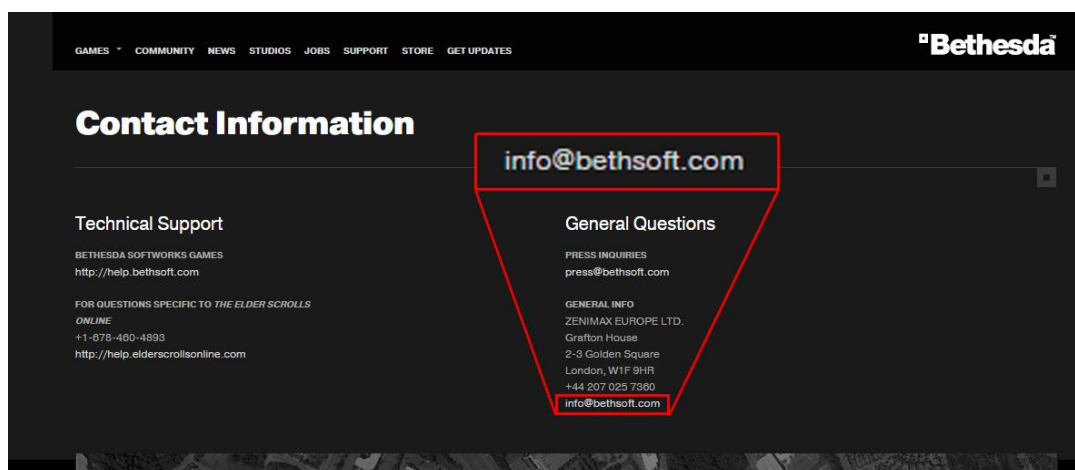 GAMES COMMUNITY NEWS STUDIOS JOBS SUPPORT STORE GET UPDATES
Bethesda™
Contact Information
info@bethsoft.com
Technical Support
BETHESDA SOFTWORKS GAMES
http://help.bethsoft.com
FOR QUESTIONS SPECIFIC TO THE ELDER SCROLLS
ONLINE
+1-678-460-4893
http://help.elderscrollsonline.com
General Questions
PRESS INQUIRIES
press@bethsoft.com
GENERAL INFO
ZENIMAX EUROPE LTD.
Grafton House
2-3 Golden Square
London, W1F 9HR
+44 207 025 7360
info@bethsoft.com